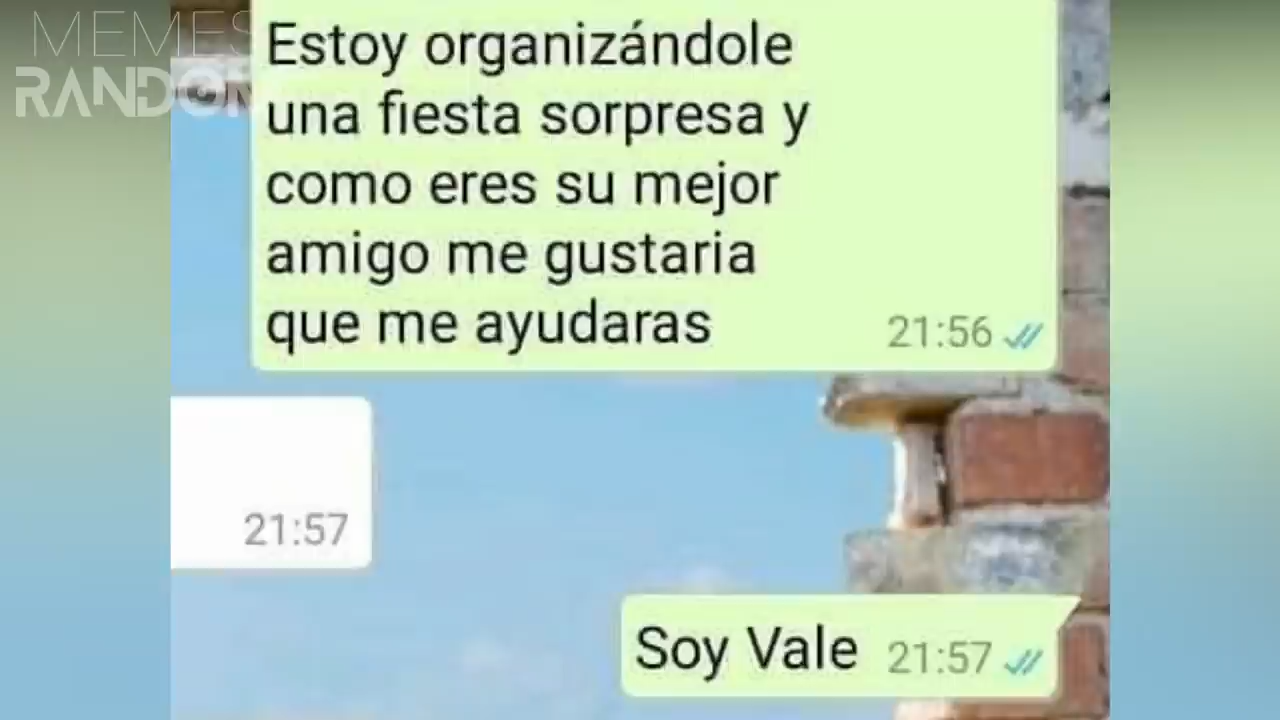 MEMES
RANDOM
Estoy organizándole
una fiesta sorpresa y
como eres su mejor
amigo me gustaria
que me ayudaras
21:56
21:57
Soy Vale
21:57